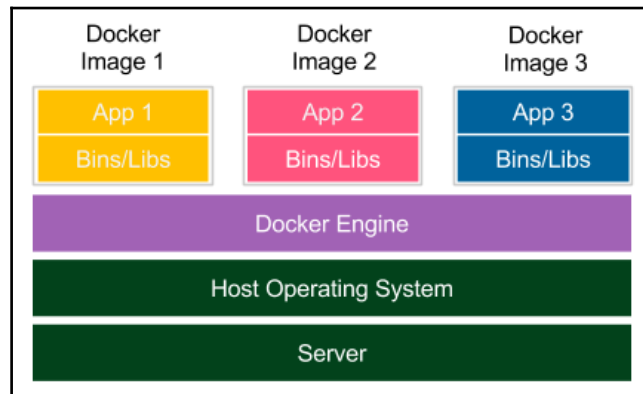 Docker
Image 1
Docker
Image 2
Docker
Image 3
App 1
App 2
App 3
Bins/Libs
Bins/Libs
Bins/Libs
Docker Engine
Host Operating System
Server